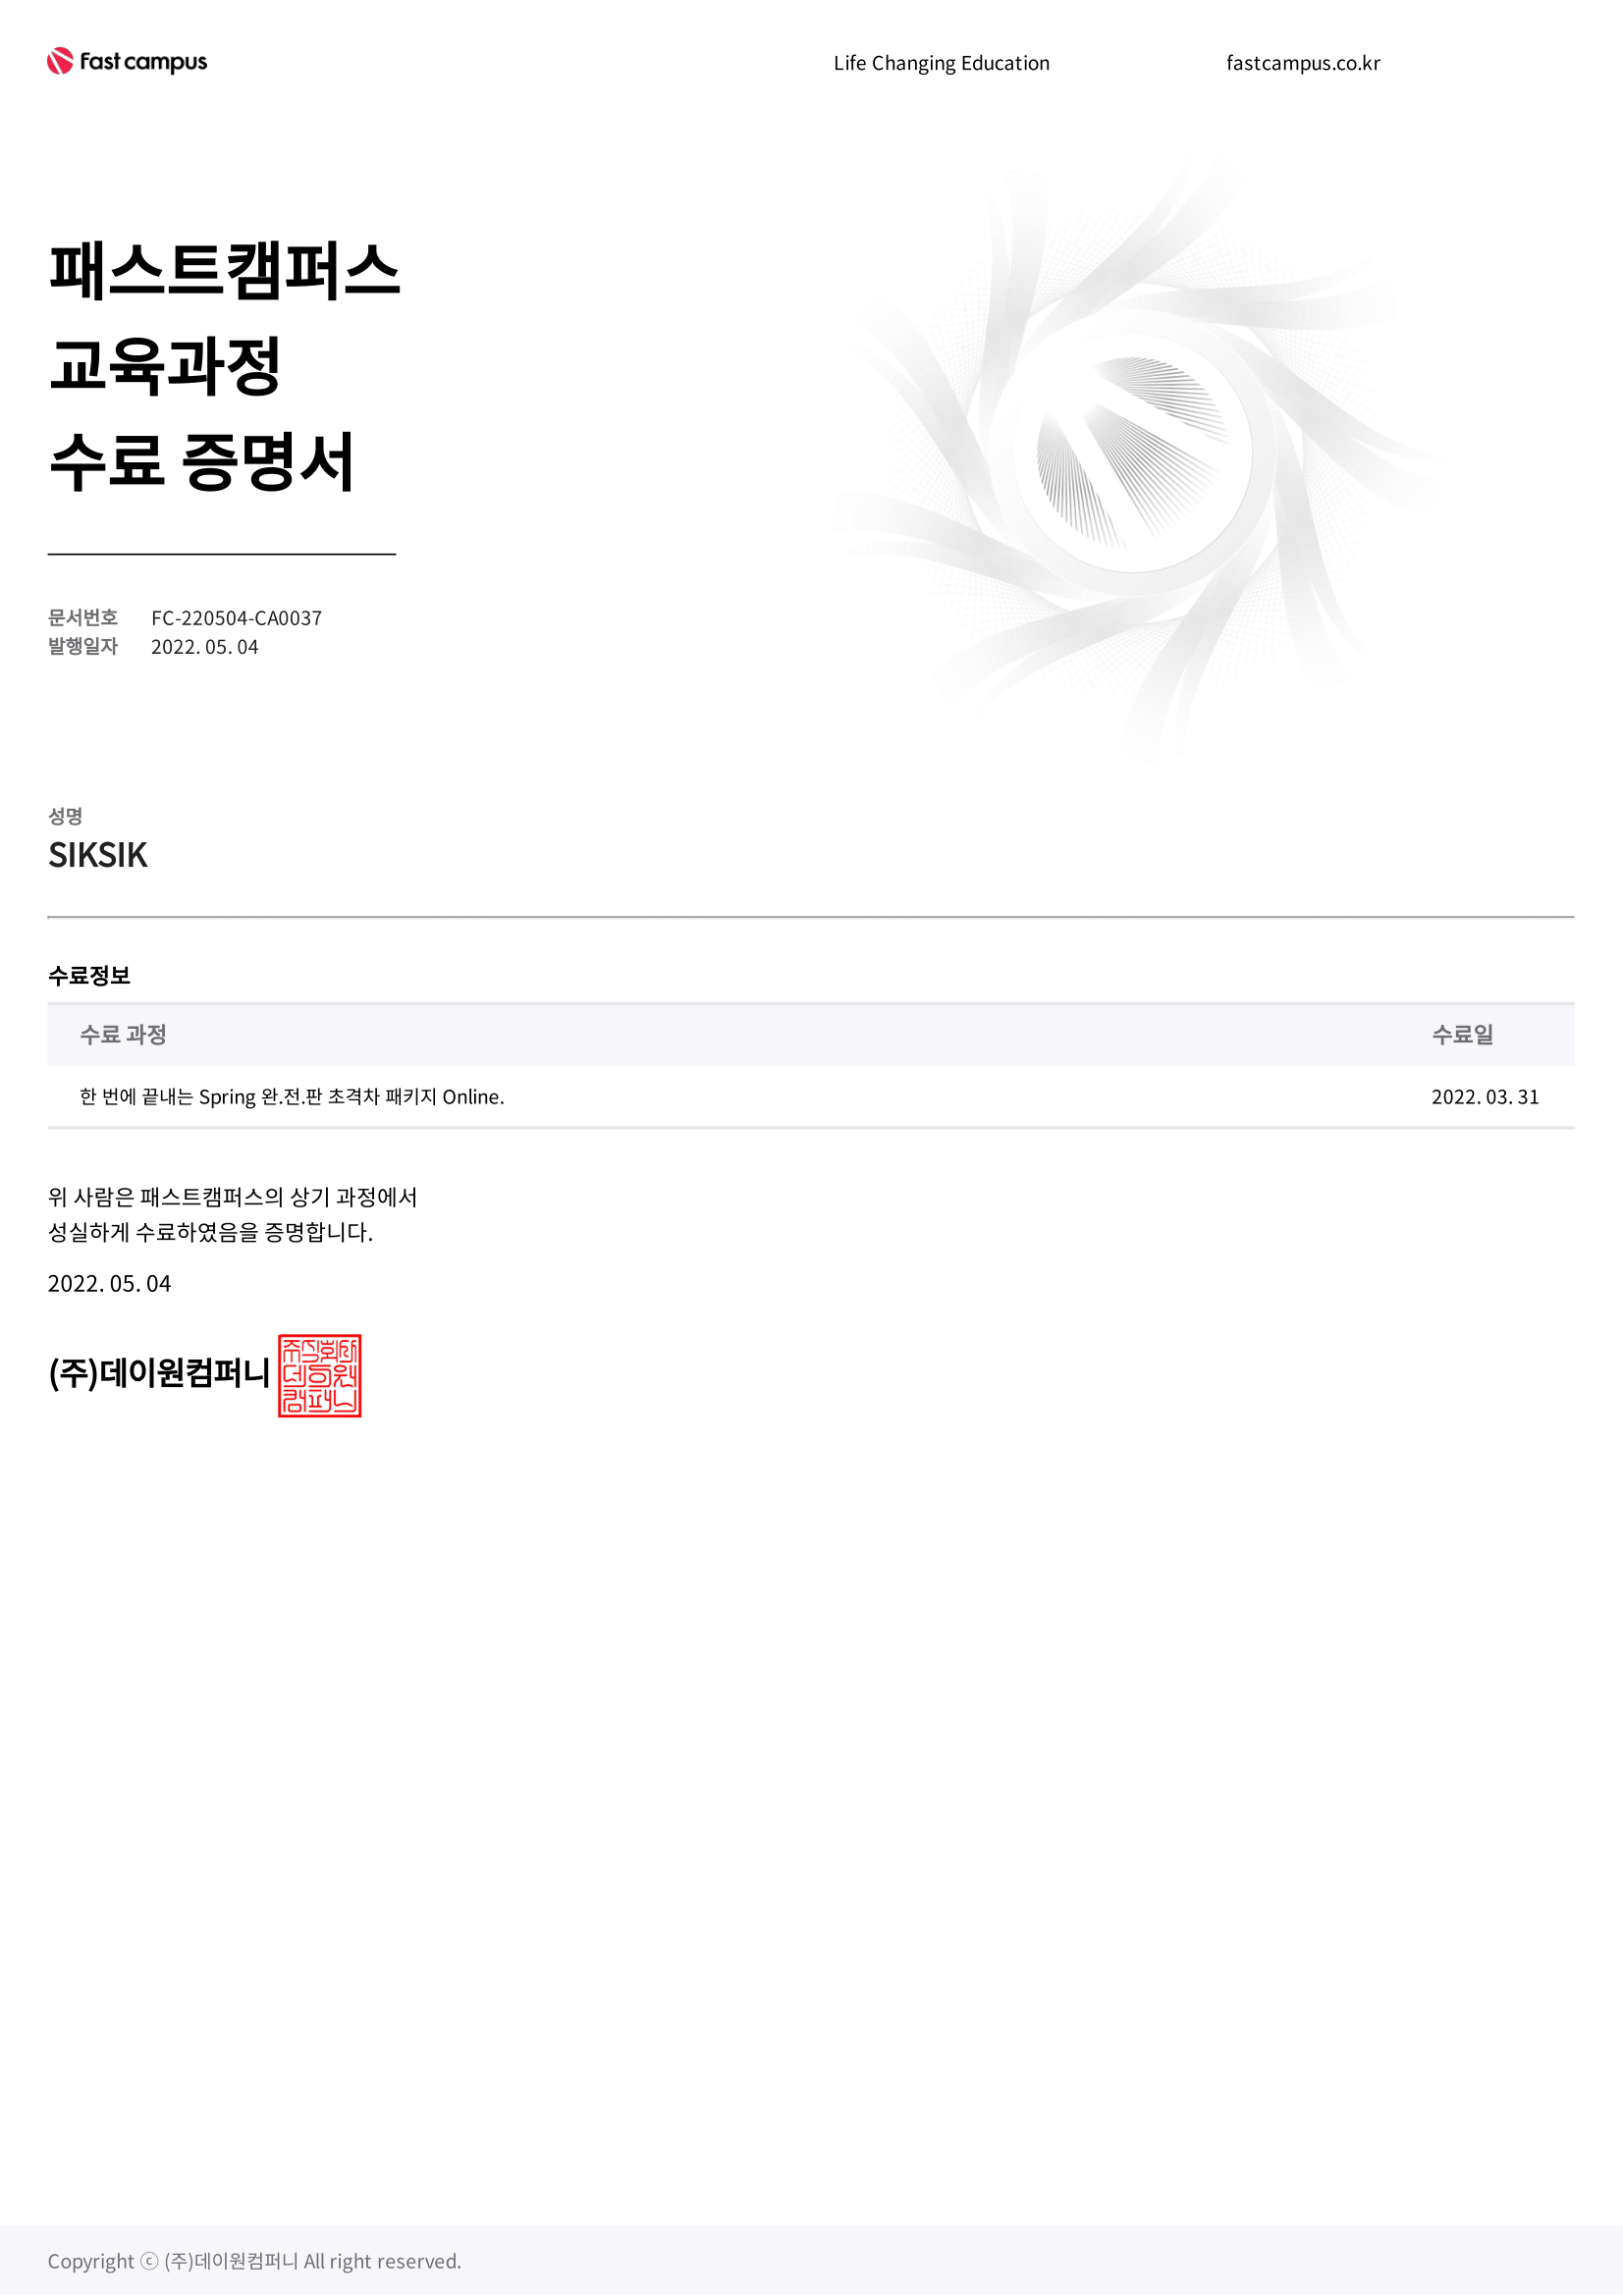 Fast campus
Life Changing Education
fastcampus.co.kr
패스트캠퍼스
교육과정
수료 증명서
문서번호 FC-220504-CA0037
발행일자 2022. 05. 04
성명
SIKSIK
수료정보
수료 과정 수료일
한 번에 끝내는 Spring 완.전.판 초격차 패키지 Online. 2022. 03. 31
위 사람은 패스트캠퍼스의 상기 과정에서
성실하게 수료하였음을 증명합니다.
2022. 05. 04
(주)데이원컴퍼니
주식회사
데이원
컴퍼니
Copyright ⓒ (주)데이원컴퍼니 All right reserved.